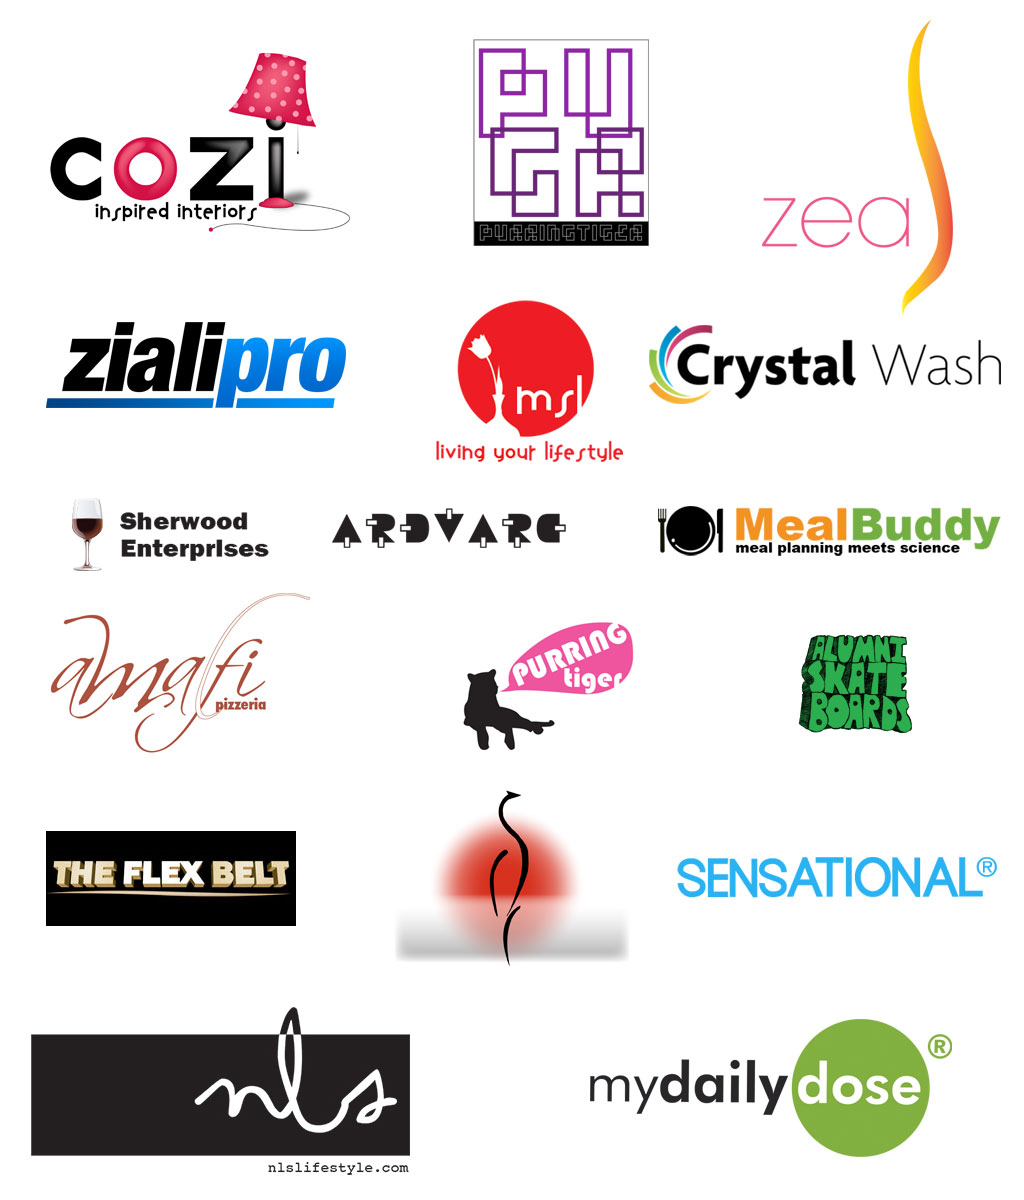 cozi
inspired interiors
PUGR
PURRINGTIGER
zea
zialipro
msl
living your lifestyle
Crystal Wash
Sherwood
Enterprises
ARDVARC
MealBuddy
meal planning meets science
amalfi
pizzeria
PURRING
tiger
ALUMNI
SKATE
BOARDS
THE FLEX BELT
SENSATIONAL®
nls
nlslifestyle.com
mydailydose®